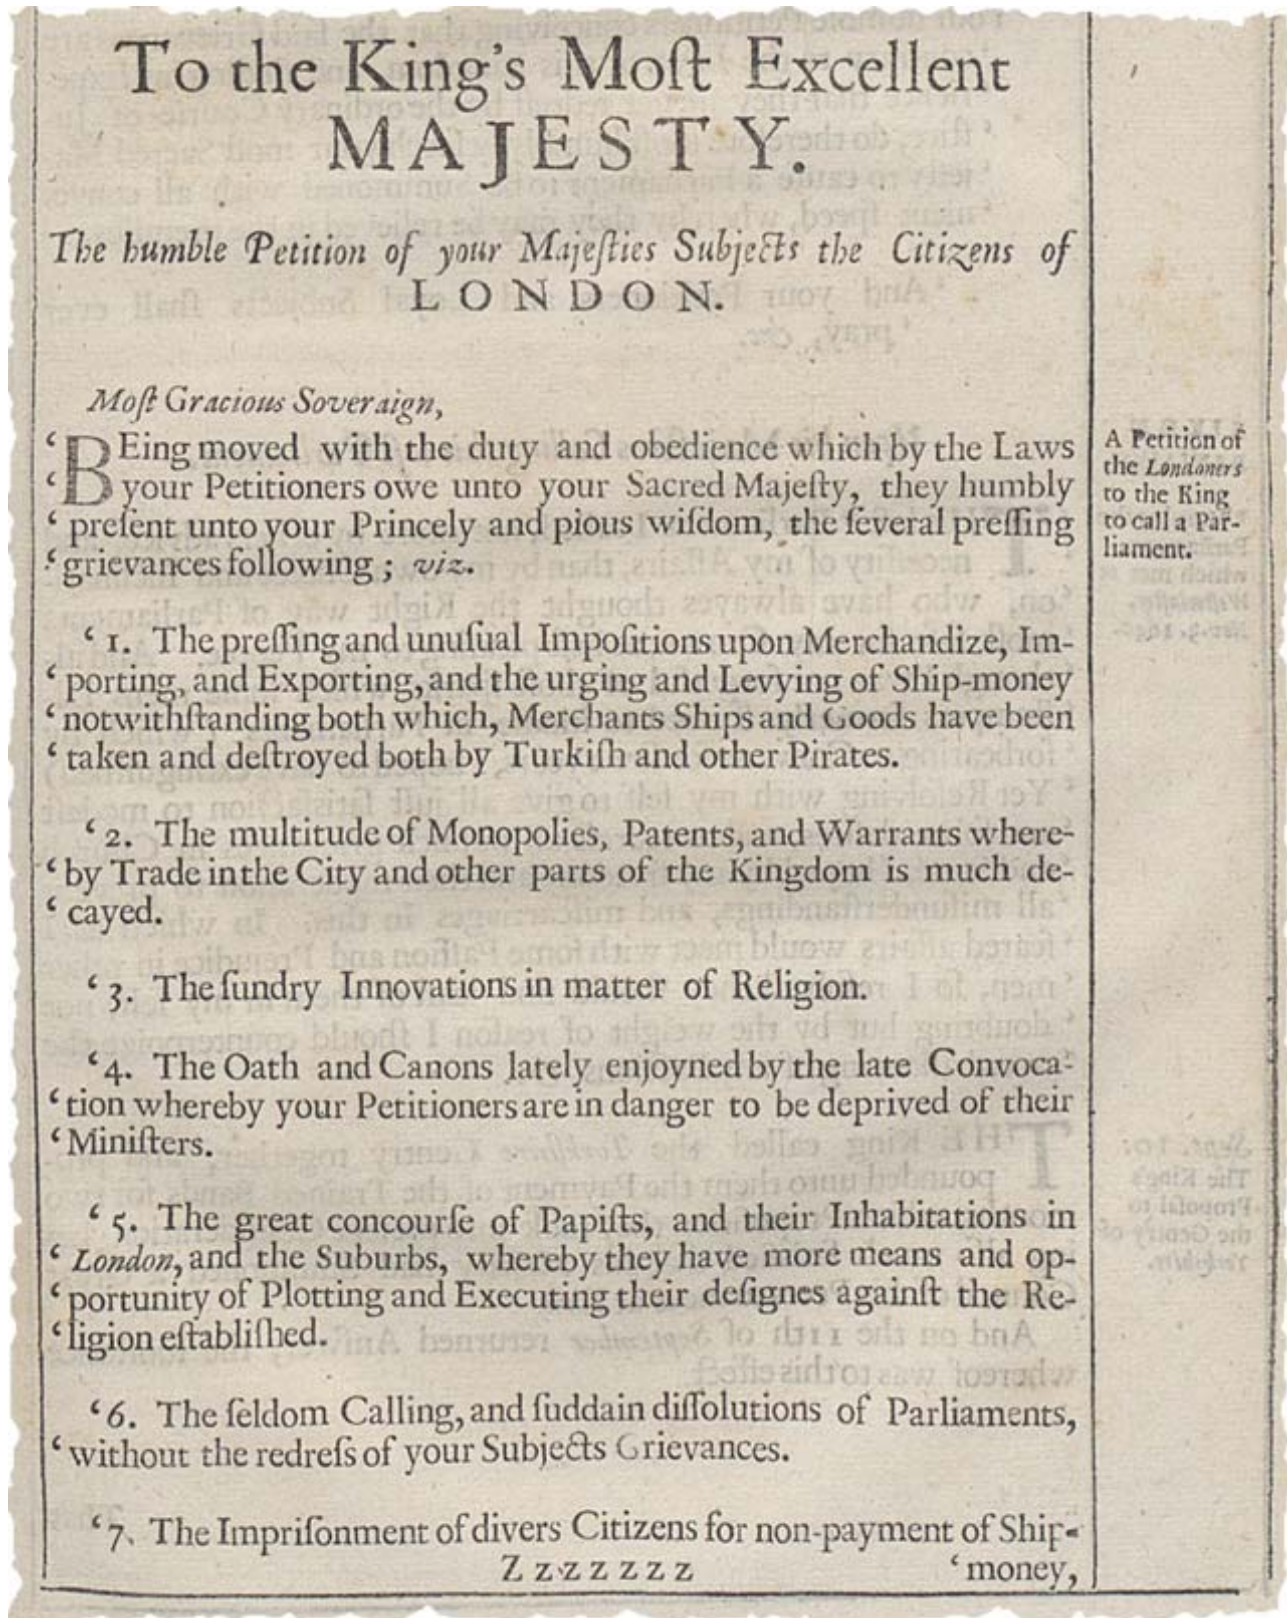 To the King's Moſt Excellent
MAJESTY.
The humble Petition of your Majeſties Subjects the Citizens of
LONDON.
Moſt Gracious Soveraign,
‘BEing moved with the duty and obedience which by the Laws
‘your Petitioners owe unto your Sacred Majeſty, they humbly
‘preſent unto your Princely and pious wiſdom, the ſeveral preſſing
‘grievances following; viz.
A Petition of
the Londoners
to the King
to call a Par-
liament.
‘1. The preſſing and unuſual Impoſitions upon Merchandize, Im-
‘porting, and Exporting, and the urging and Levying of Ship-money
‘notwithſtanding both which, Merchants Ships and Goods have been
‘taken and deſtroyed both by Turkiſh and other Pirates.
‘2. The multitude of Monopolies, Patents, and Warrants where-
‘by Trade in the City and other parts of the Kingdom is much de-
‘cayed.
‘3. The ſundry Innovations in matter of Religion.
‘4. The Oath and Canons lately enjoyned by the late Convoca-
‘tion whereby your Petitioners are in danger to be deprived of their
‘Miniſters.
‘5. The great concourſe of Papiſts, and their Inhabitations in
‘London, and the Suburbs, whereby they have more means and op-
‘portunity of Plotting and Executing their deſignes againſt the Re-
‘ligion eſtabliſhed.
‘6. The ſeldom Calling, and ſuddain diſſolutions of Parliaments,
‘without the redreſs of your Subjects Grievances.
‘7. The Impriſonment of divers Citizens for non-payment of Ship-
Z z z z z z z ‘money,